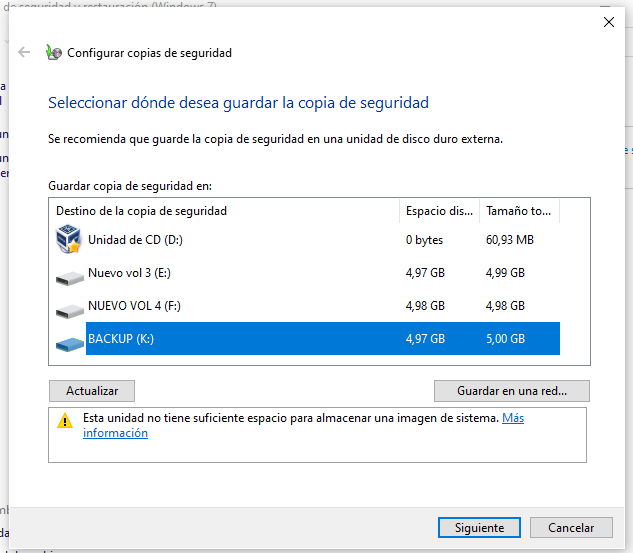 de seguridad y restauración (Windows 7)
Configurar copias de seguridad
Seleccionar dónde desea guardar la copia de seguridad
Se recomienda que guarde la copia de seguridad en una unidad de disco duro externa.
Guardar copia de seguridad en:
Destino de la copia de seguridad Espacio dis... Tamaño to...
Unidad de CD (D:) 0 bytes 60,93 MB
Nuevo vol 3 (E:) 4,97 GB 4,99 GB
NUEVO VOL 4 (F:) 4,98 GB 4,98 GB
BACKUP (K:) 4,97 GB 5,00 GB
Actualizar Guardar en una red...
Esta unidad no tiene suficiente espacio para almacenar una imagen de sistema. Más
información
Siguiente Cancelar